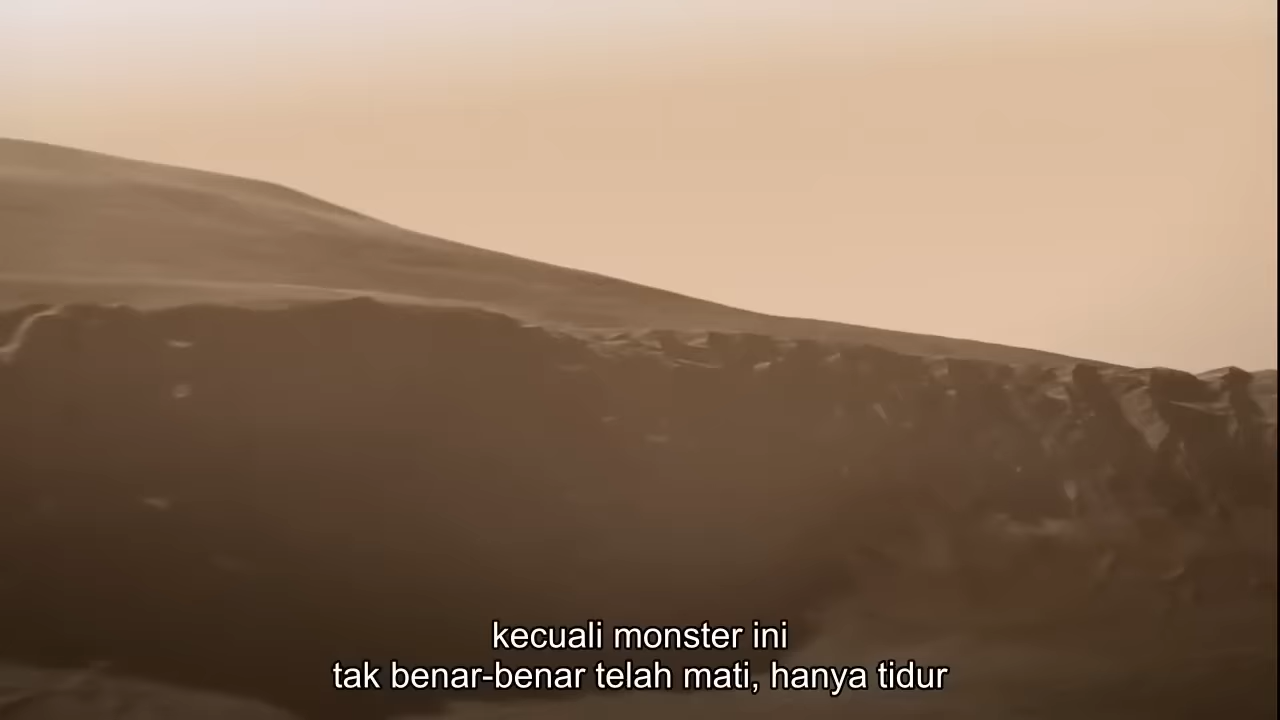 kecuali monster ini
tak benar-benar telah mati, hanya tidur